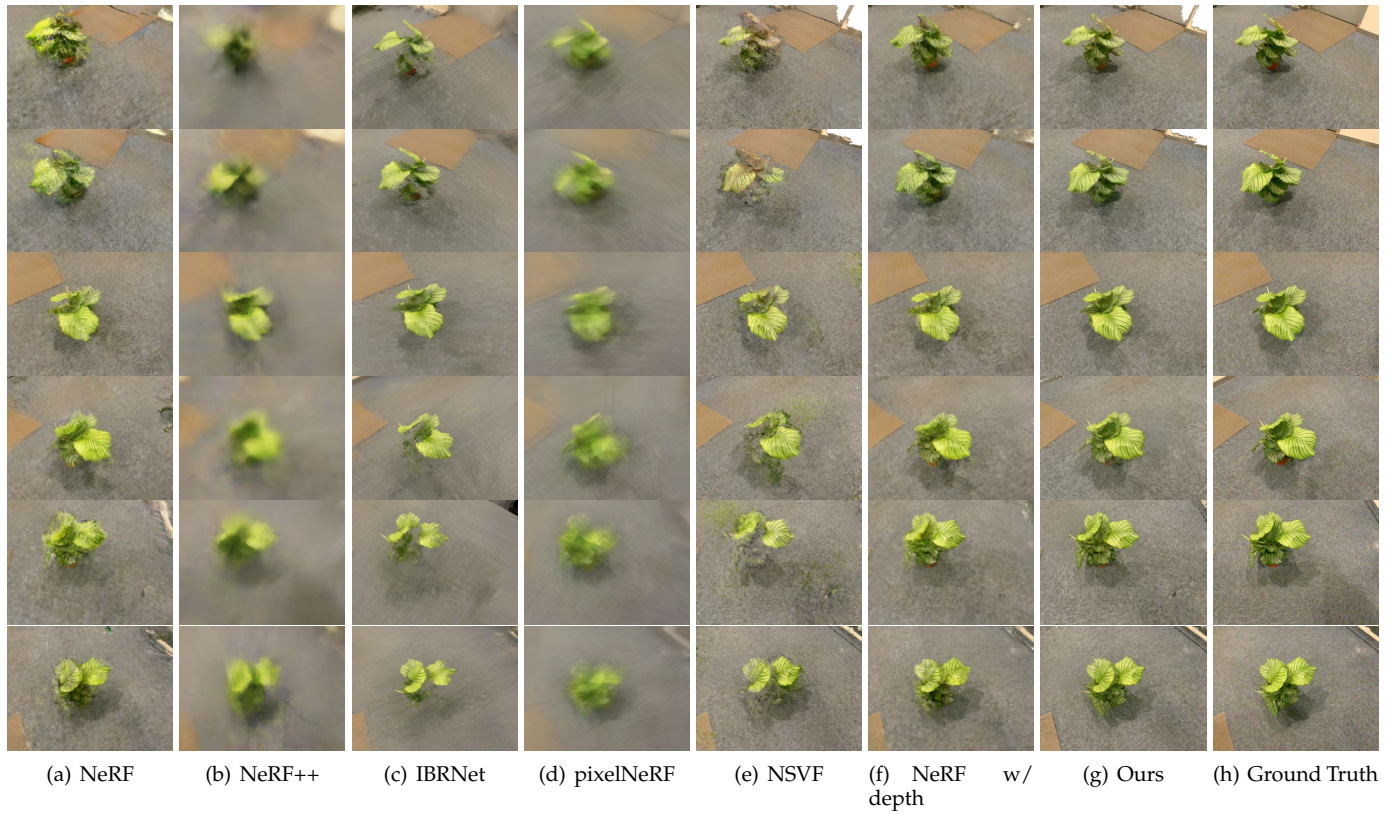 (a) NeRF
(b) NeRF++
(c) IBRNet
(d) pixelNeRF
(e) NSVF
(f) NeRF w/
depth
(g) Ours
(h) Ground Truth